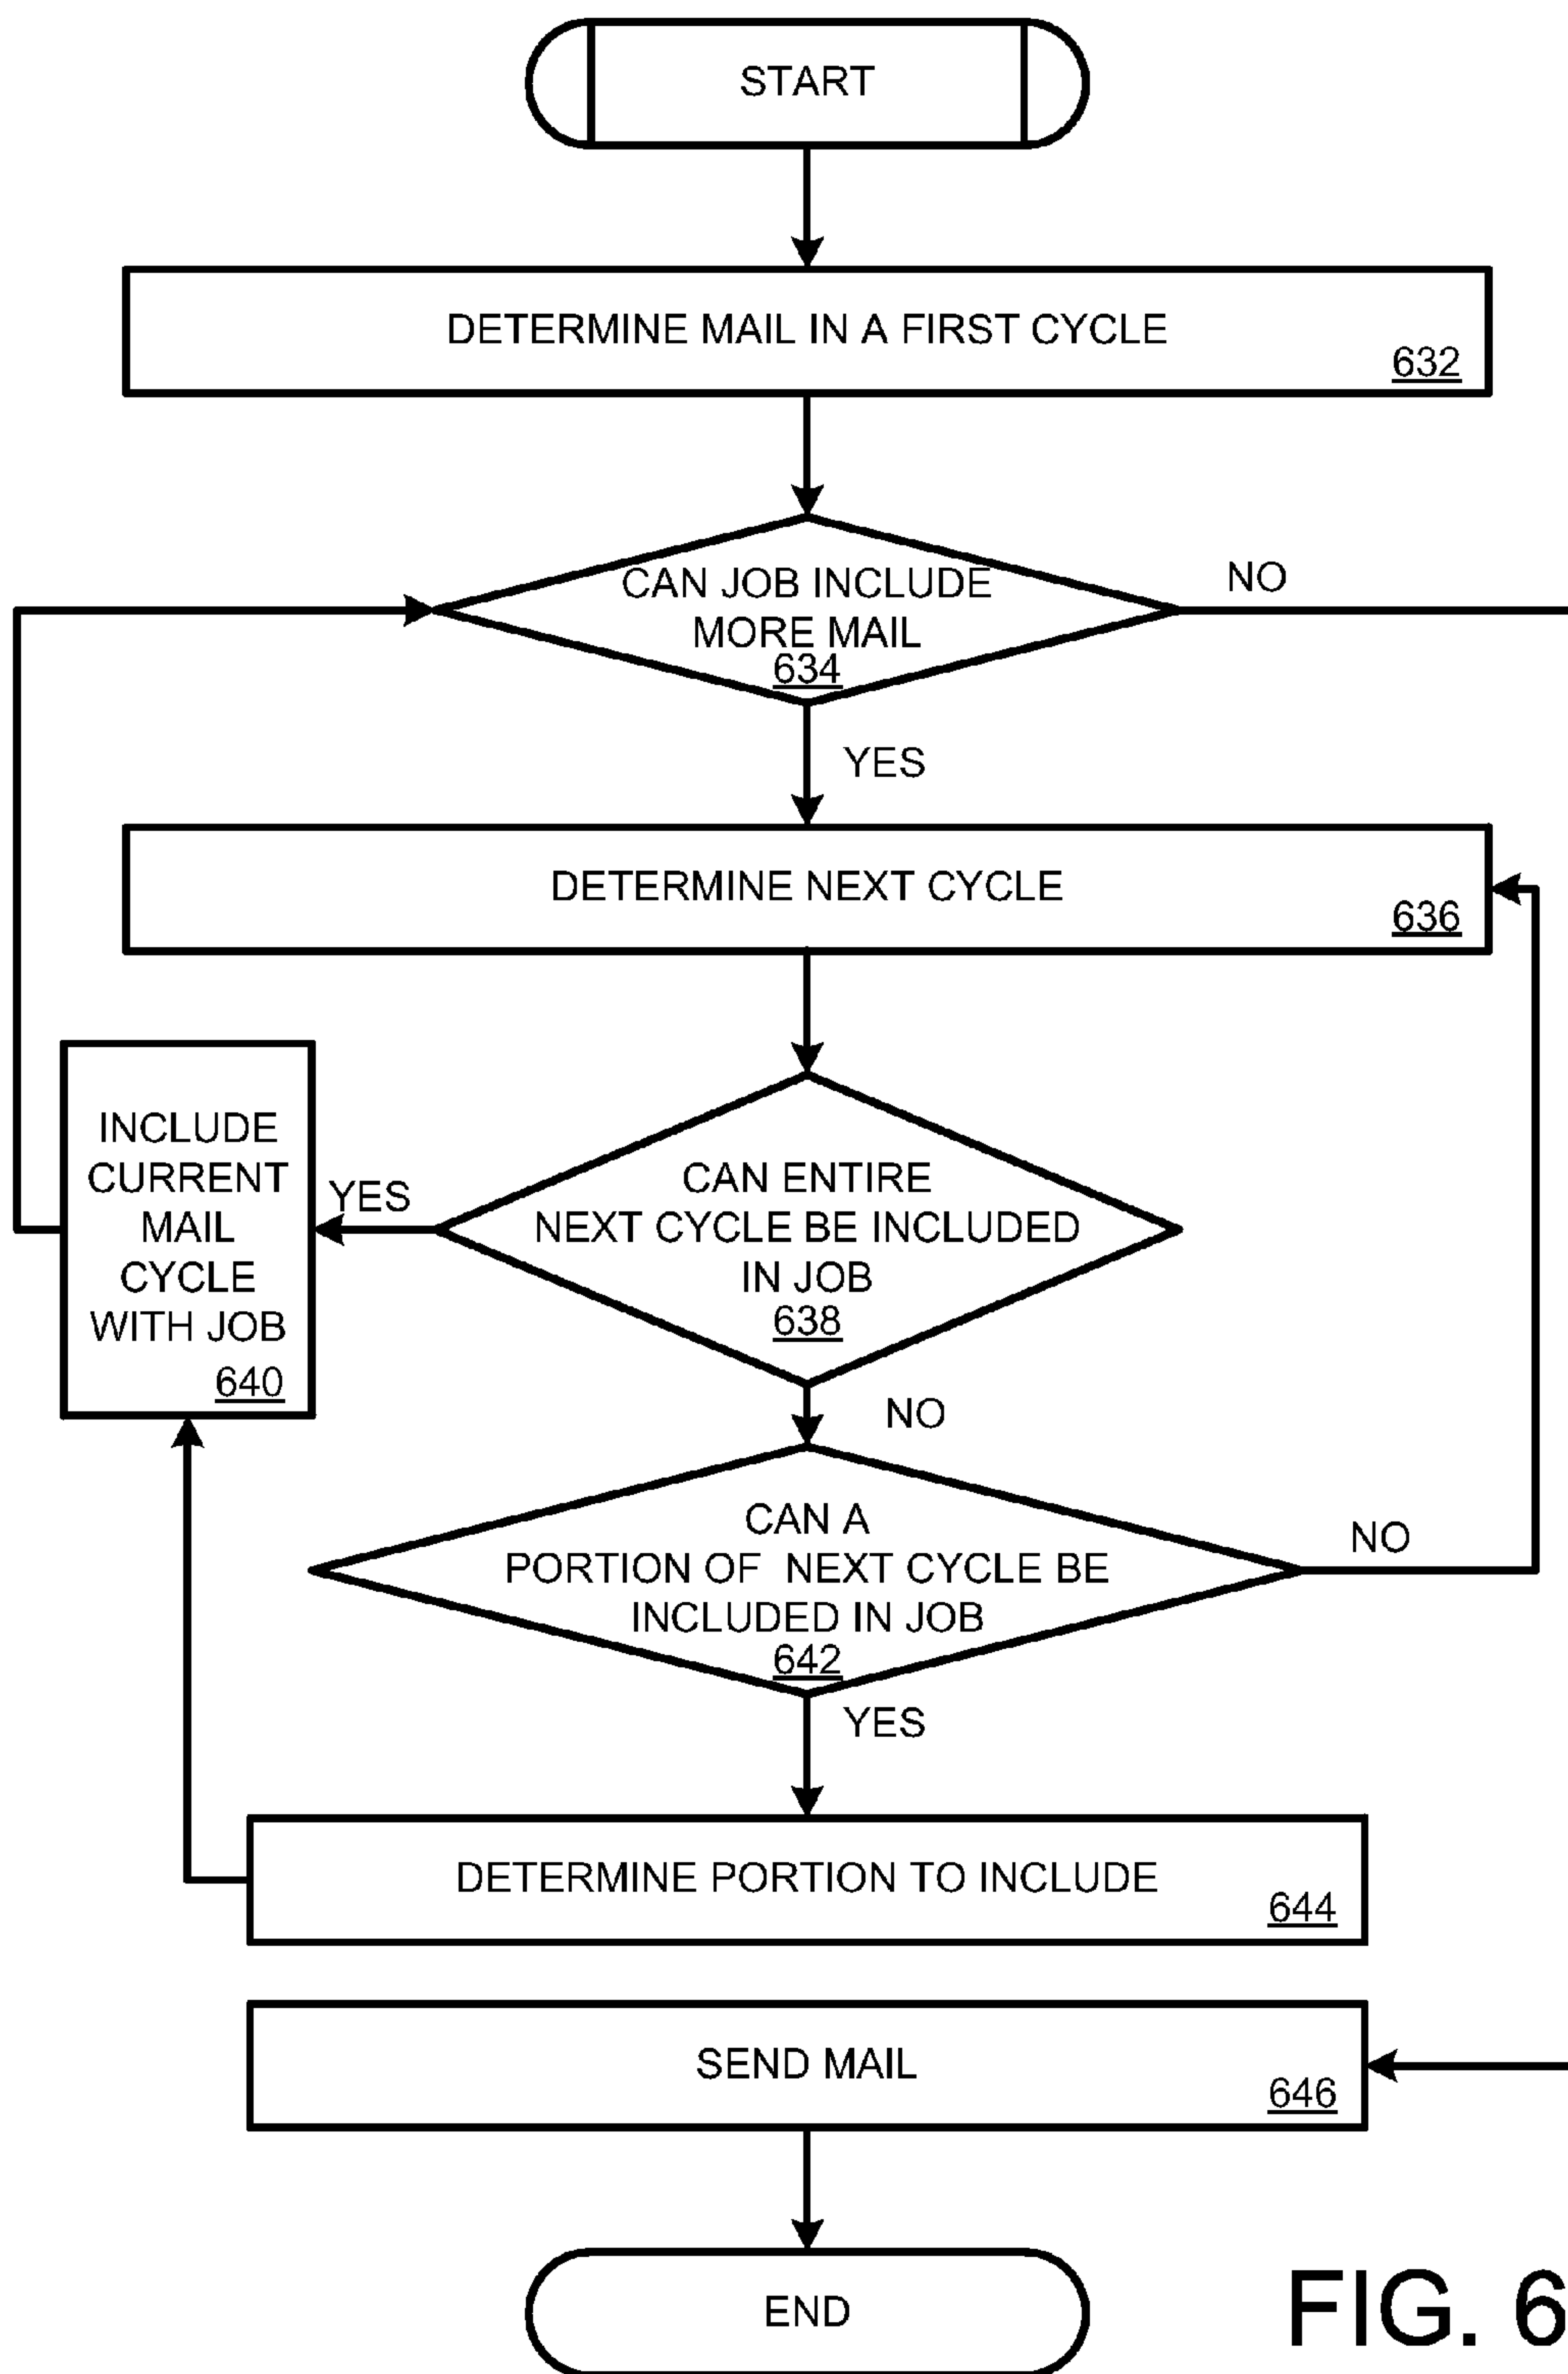 START
DETERMINE MAIL IN A FIRST CYCLE
632
CAN JOB INCLUDE
MORE MAIL
634
NO
YES
DETERMINE NEXT CYCLE
636
INCLUDE
CURRENT
MAIL
CYCLE
WITH JOB
640
YES
CAN ENTIRE
NEXT CYCLE BE INCLUDED
IN JOB
638
NO
CAN A
PORTION OF NEXT CYCLE BE
INCLUDED IN JOB
642
NO
YES
DETERMINE PORTION TO INCLUDE
644
SEND MAIL
646
END
FIG. 6